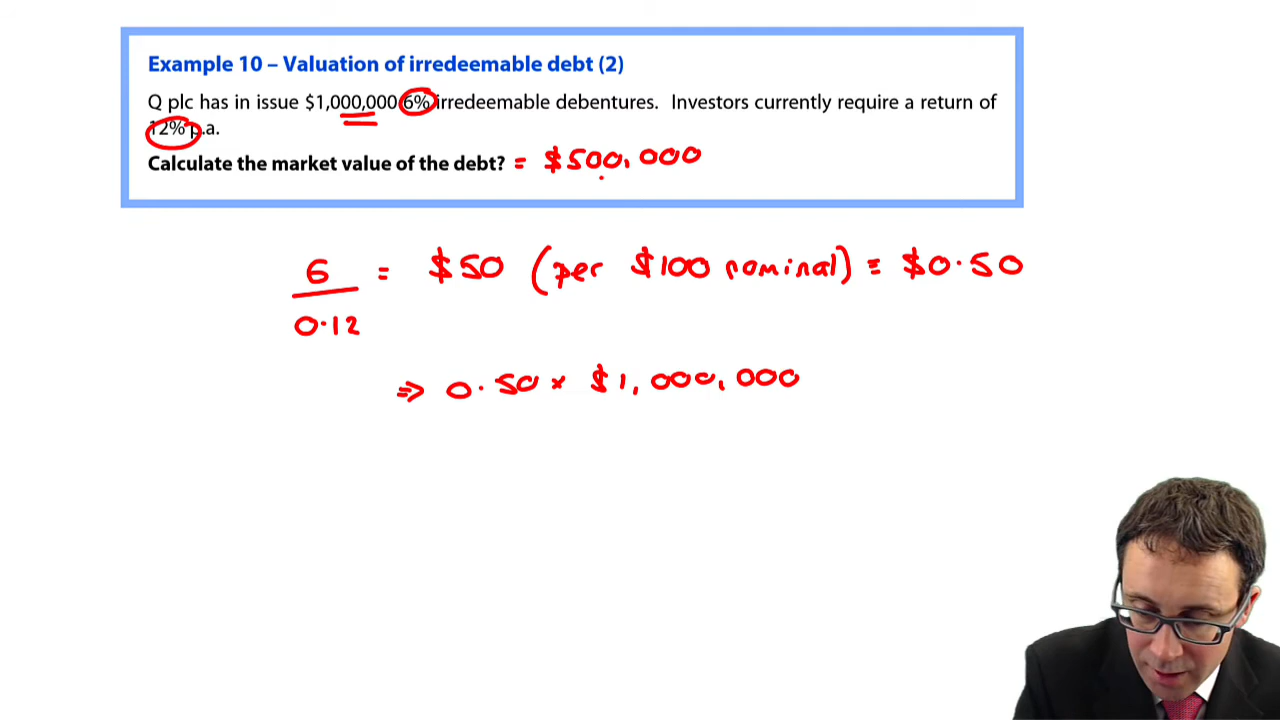 Example 10 – Valuation of irredeemable debt (2)
Q plc has in issue $1,000,000 6% irredeemable debentures. Investors currently require a return of
12% p.a.
Calculate the market value of the debt? = $500,000
6 / 0.12 = $50 (per $100 nominal) = $0.50
⇒ 0.50 × $1,000,000